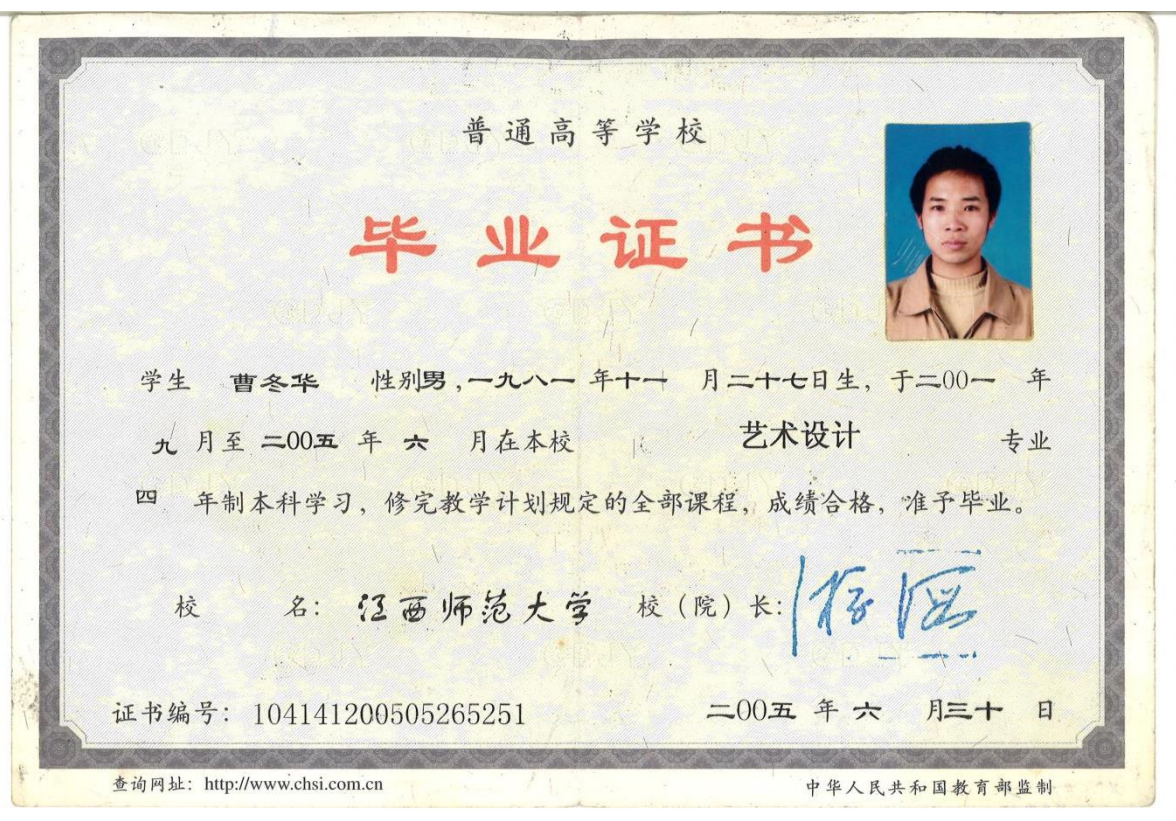 普通高等学校
毕业证书
学生 曹冬华 性别男,一九八一 年十一 月二十七日生, 于二00一 年
九 月至 二00五 年 六 月在本校 艺术设计 专业
四 年制本科学习, 修完教学计划规定的全部课程, 成绩合格, 准予毕业。
校 名: 江西师范大学 校（院）长:
证书编号: 104141200505265251 二00五 年 六 月三十 日
查询网址: http://www.chsi.com.cn 中华人民共和国教育部监制